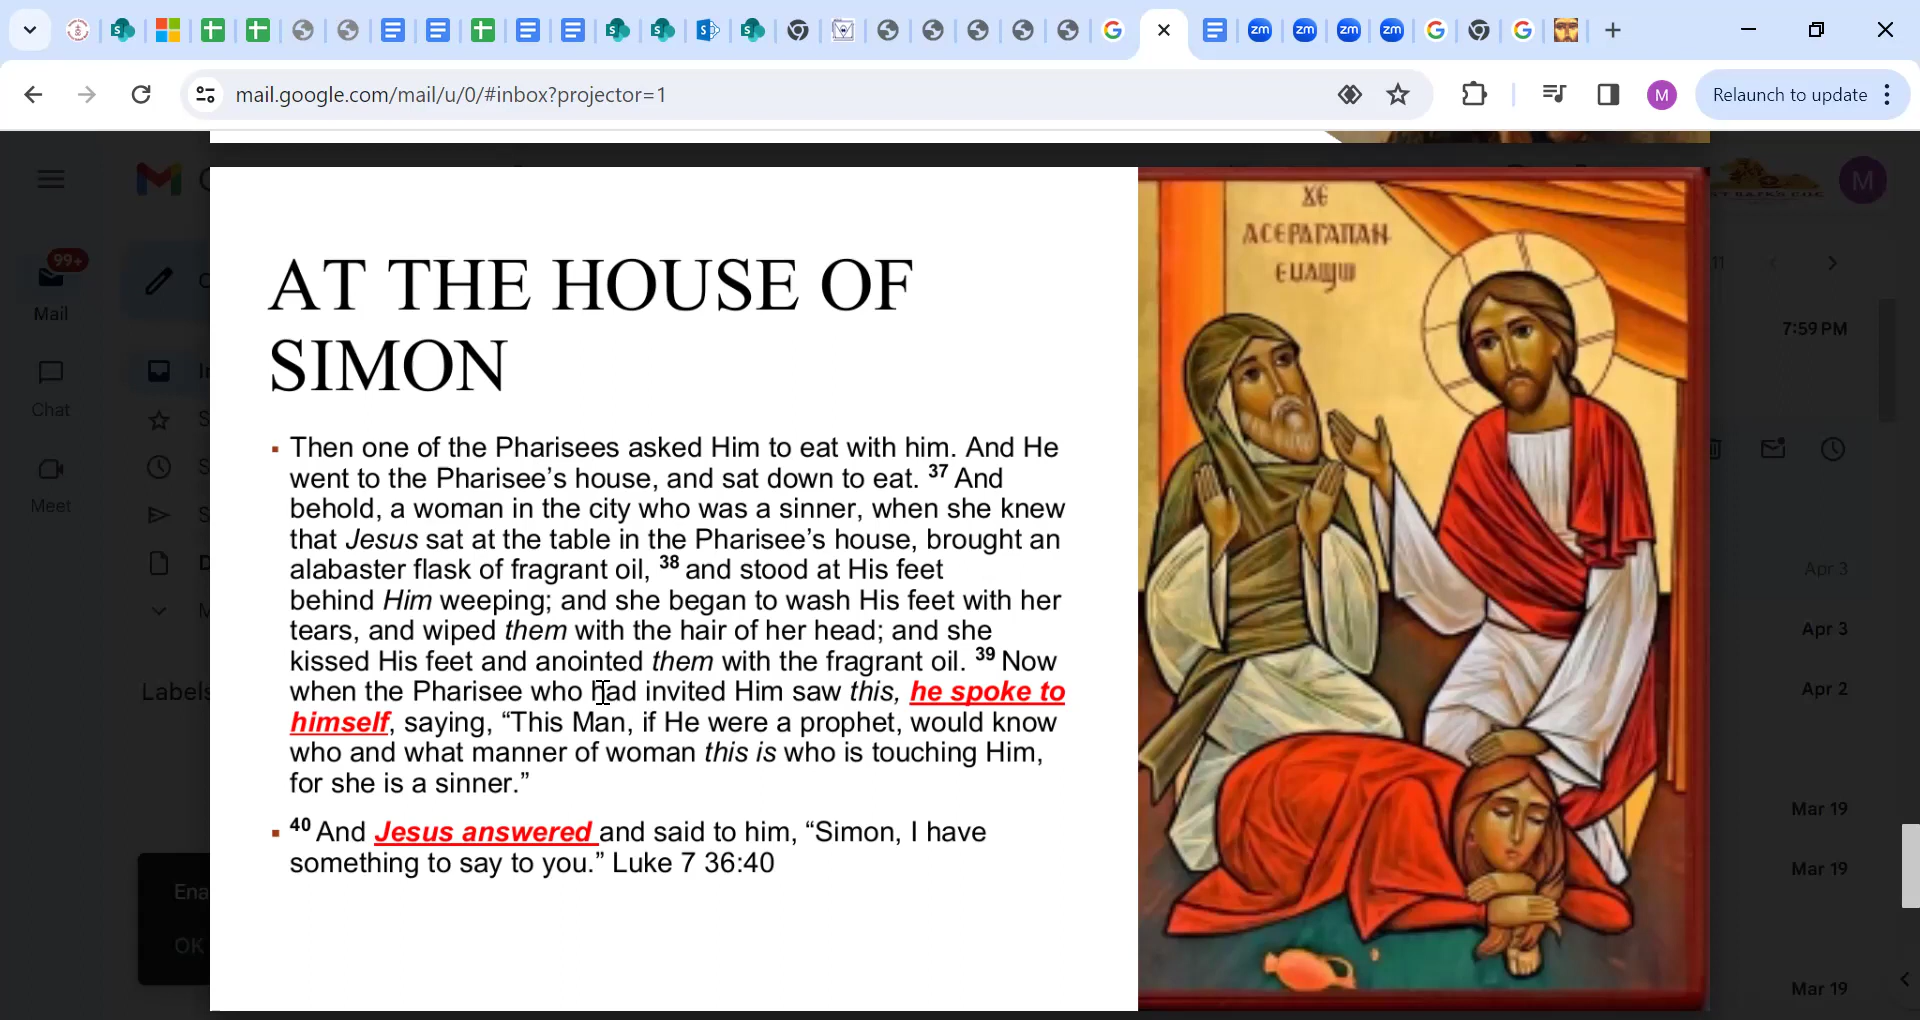 mail.google.com/mail/u/0/#inbox?projector=1
Relaunch to update
M
M
99+
Mail
Chat
Meet
Labels
Ena
OK
11
7:59 PM
Apr 3
Apr 3
Apr 2
Mar 19
Mar 19
Mar 19
AT THE HOUSE OF
SIMON
Then one of the Pharisees asked Him to eat with him. And He
went to the Pharisee’s house, and sat down to eat. 37 And
behold, a woman in the city who was a sinner, when she knew
that Jesus sat at the table in the Pharisee’s house, brought an
alabaster flask of fragrant oil, 38 and stood at His feet
behind Him weeping; and she began to wash His feet with her
tears, and wiped them with the hair of her head; and she
kissed His feet and anointed them with the fragrant oil. 39 Now
when the Pharisee who had invited Him saw this, he spoke to
himself, saying, “This Man, if He were a prophet, would know
who and what manner of woman this is who is touching Him,
for she is a sinner.”
40 And Jesus answered and said to him, “Simon, I have
something to say to you.” Luke 7 36:40
ϪⲈ
ⲀⲤⲈⲢⲀⲄⲀⲠⲀⲚ
ⲈⲘⲀϢⲰ